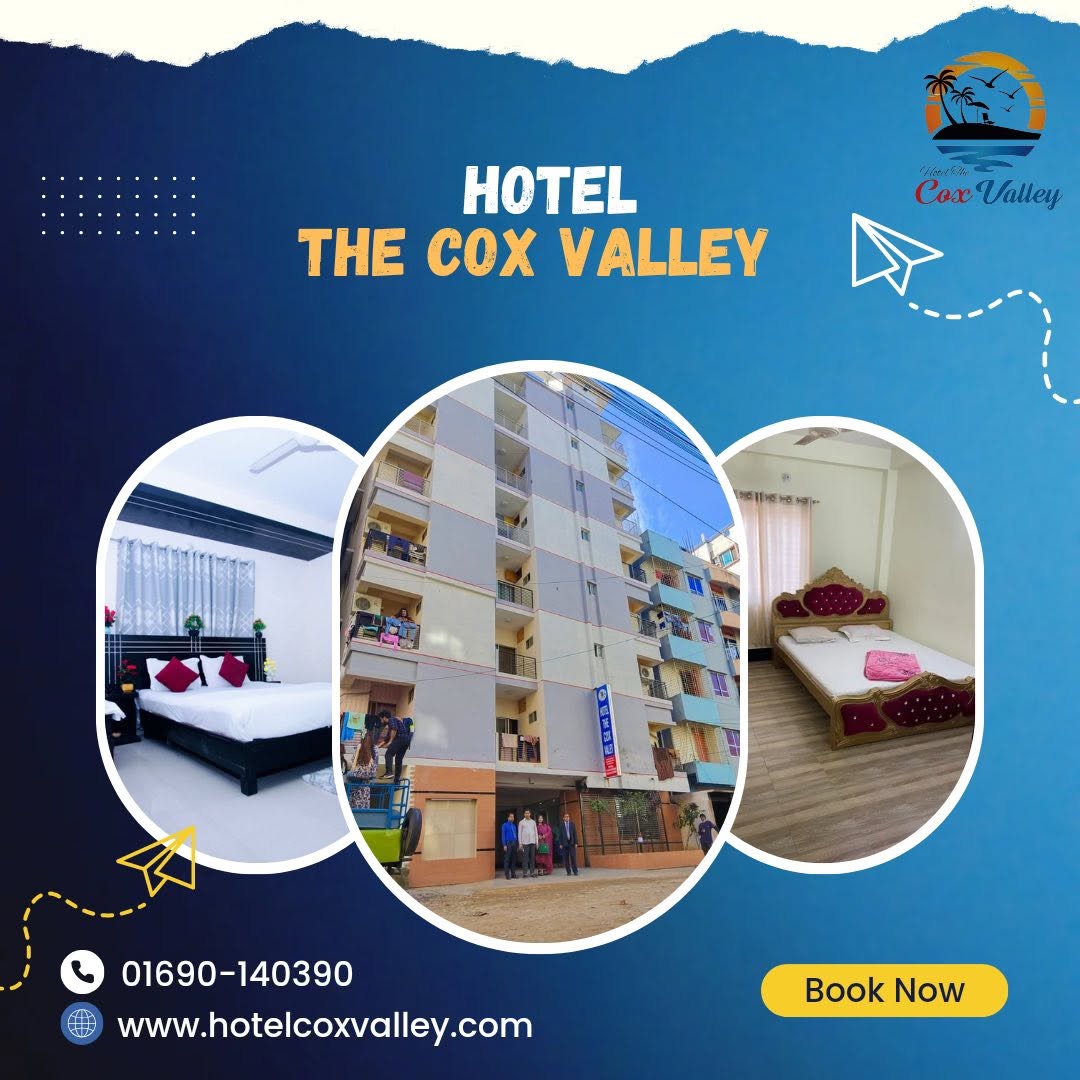 Hotel The
Cox Valley
HOTEL
THE COX VALLEY
HOTEL
THE
COX
VALLEY
01690-140390
www.hotelcoxvalley.com
Book Now